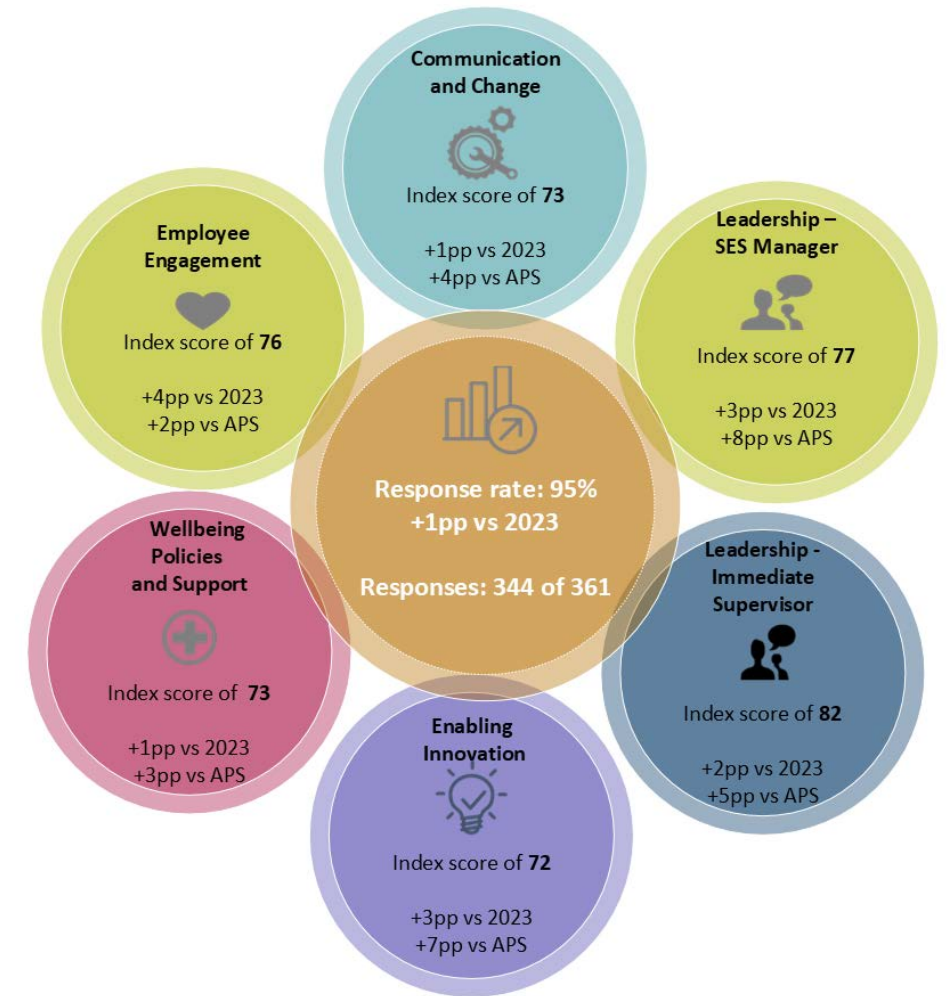 Communication
and Change
Index score of 73
+1pp vs 2023
+4pp vs APS
Employee
Engagement
Index score of 76
+4pp vs 2023
+2pp vs APS
Leadership –
SES Manager
Index score of 77
+3pp vs 2023
+8pp vs APS
Response rate: 95%
+1pp vs 2023
Responses: 344 of 361
Wellbeing
Policies
and Support
Index score of 73
+1pp vs 2023
+3pp vs APS
Leadership -
Immediate
Supervisor
Index score of 82
+2pp vs 2023
+5pp vs APS
Enabling
Innovation
Index score of 72
+3pp vs 2023
+7pp vs APS